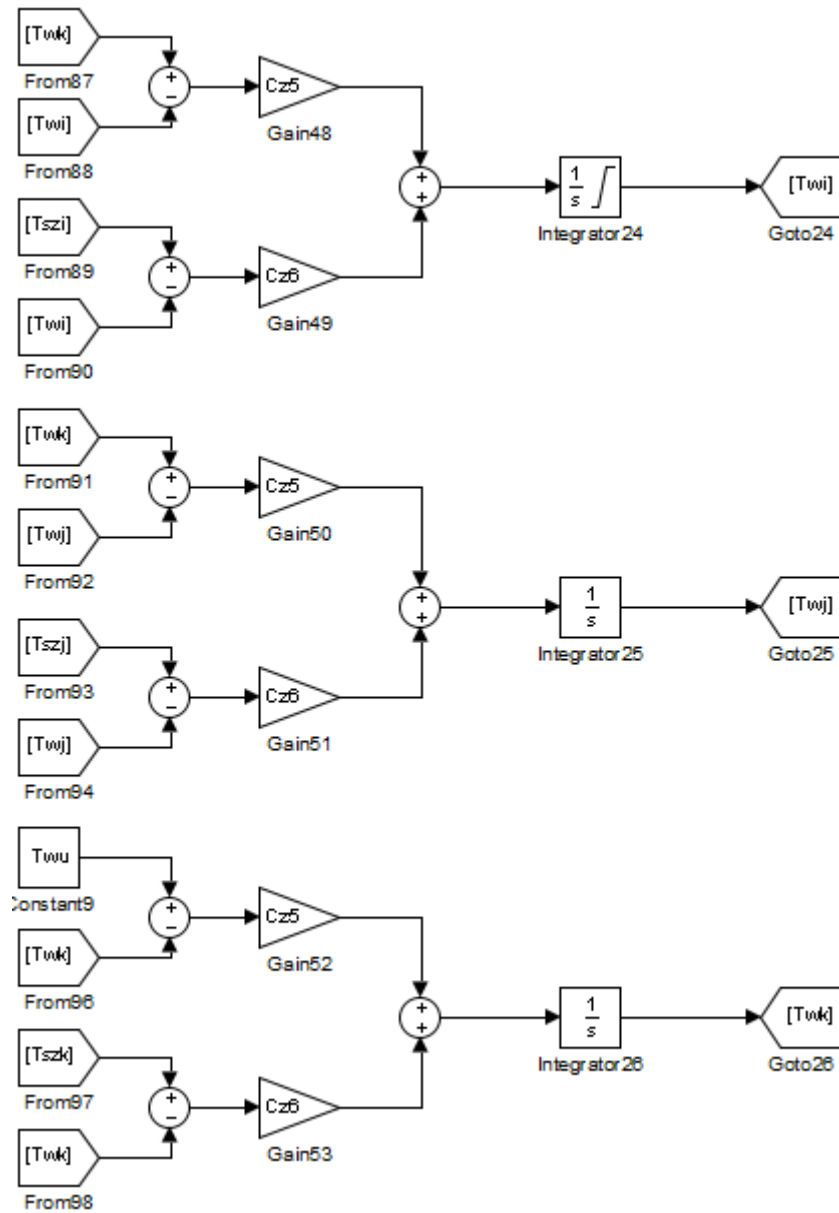 [Twk]
From87
[Twi]
From88
+
−
Cz5
Gain48
[Tszi]
From89
[Twi]
From90
+
−
Cz6
Gain49
+
+
1
s
Integrator24
[Twi]
Goto24
[Twk]
From91
[Twj]
From92
+
−
Cz5
Gain50
[Tszj]
From93
[Twj]
From94
+
−
Cz6
Gain51
+
+
1
s
Integrator25
[Twj]
Goto25
Twu
Constant9
[Twk]
From96
+
−
Cz5
Gain52
[Tszk]
From97
[Twk]
From98
+
−
Cz6
Gain53
+
+
1
s
Integrator26
[Twk]
Goto26